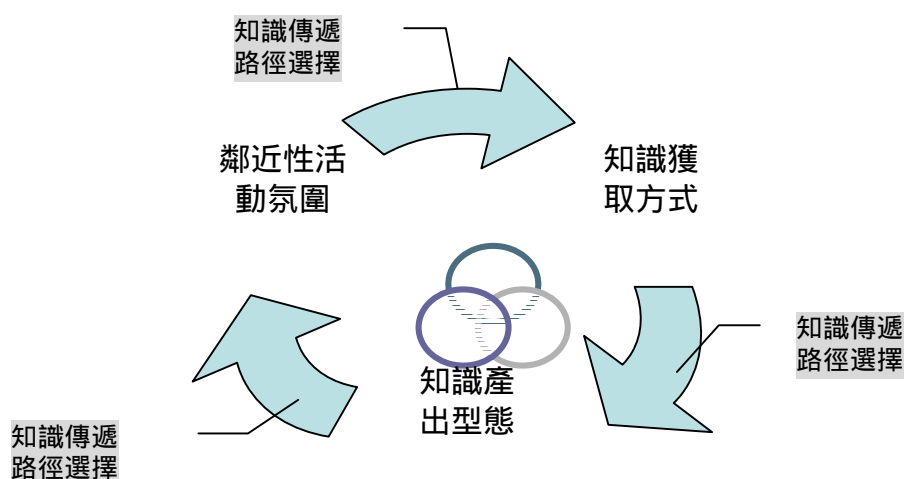 知識傳遞
路徑選擇
鄰近性活
動氛圍
知識獲
取方式
知識傳遞
路徑選擇
知識產
出型態
知識傳遞
路徑選擇